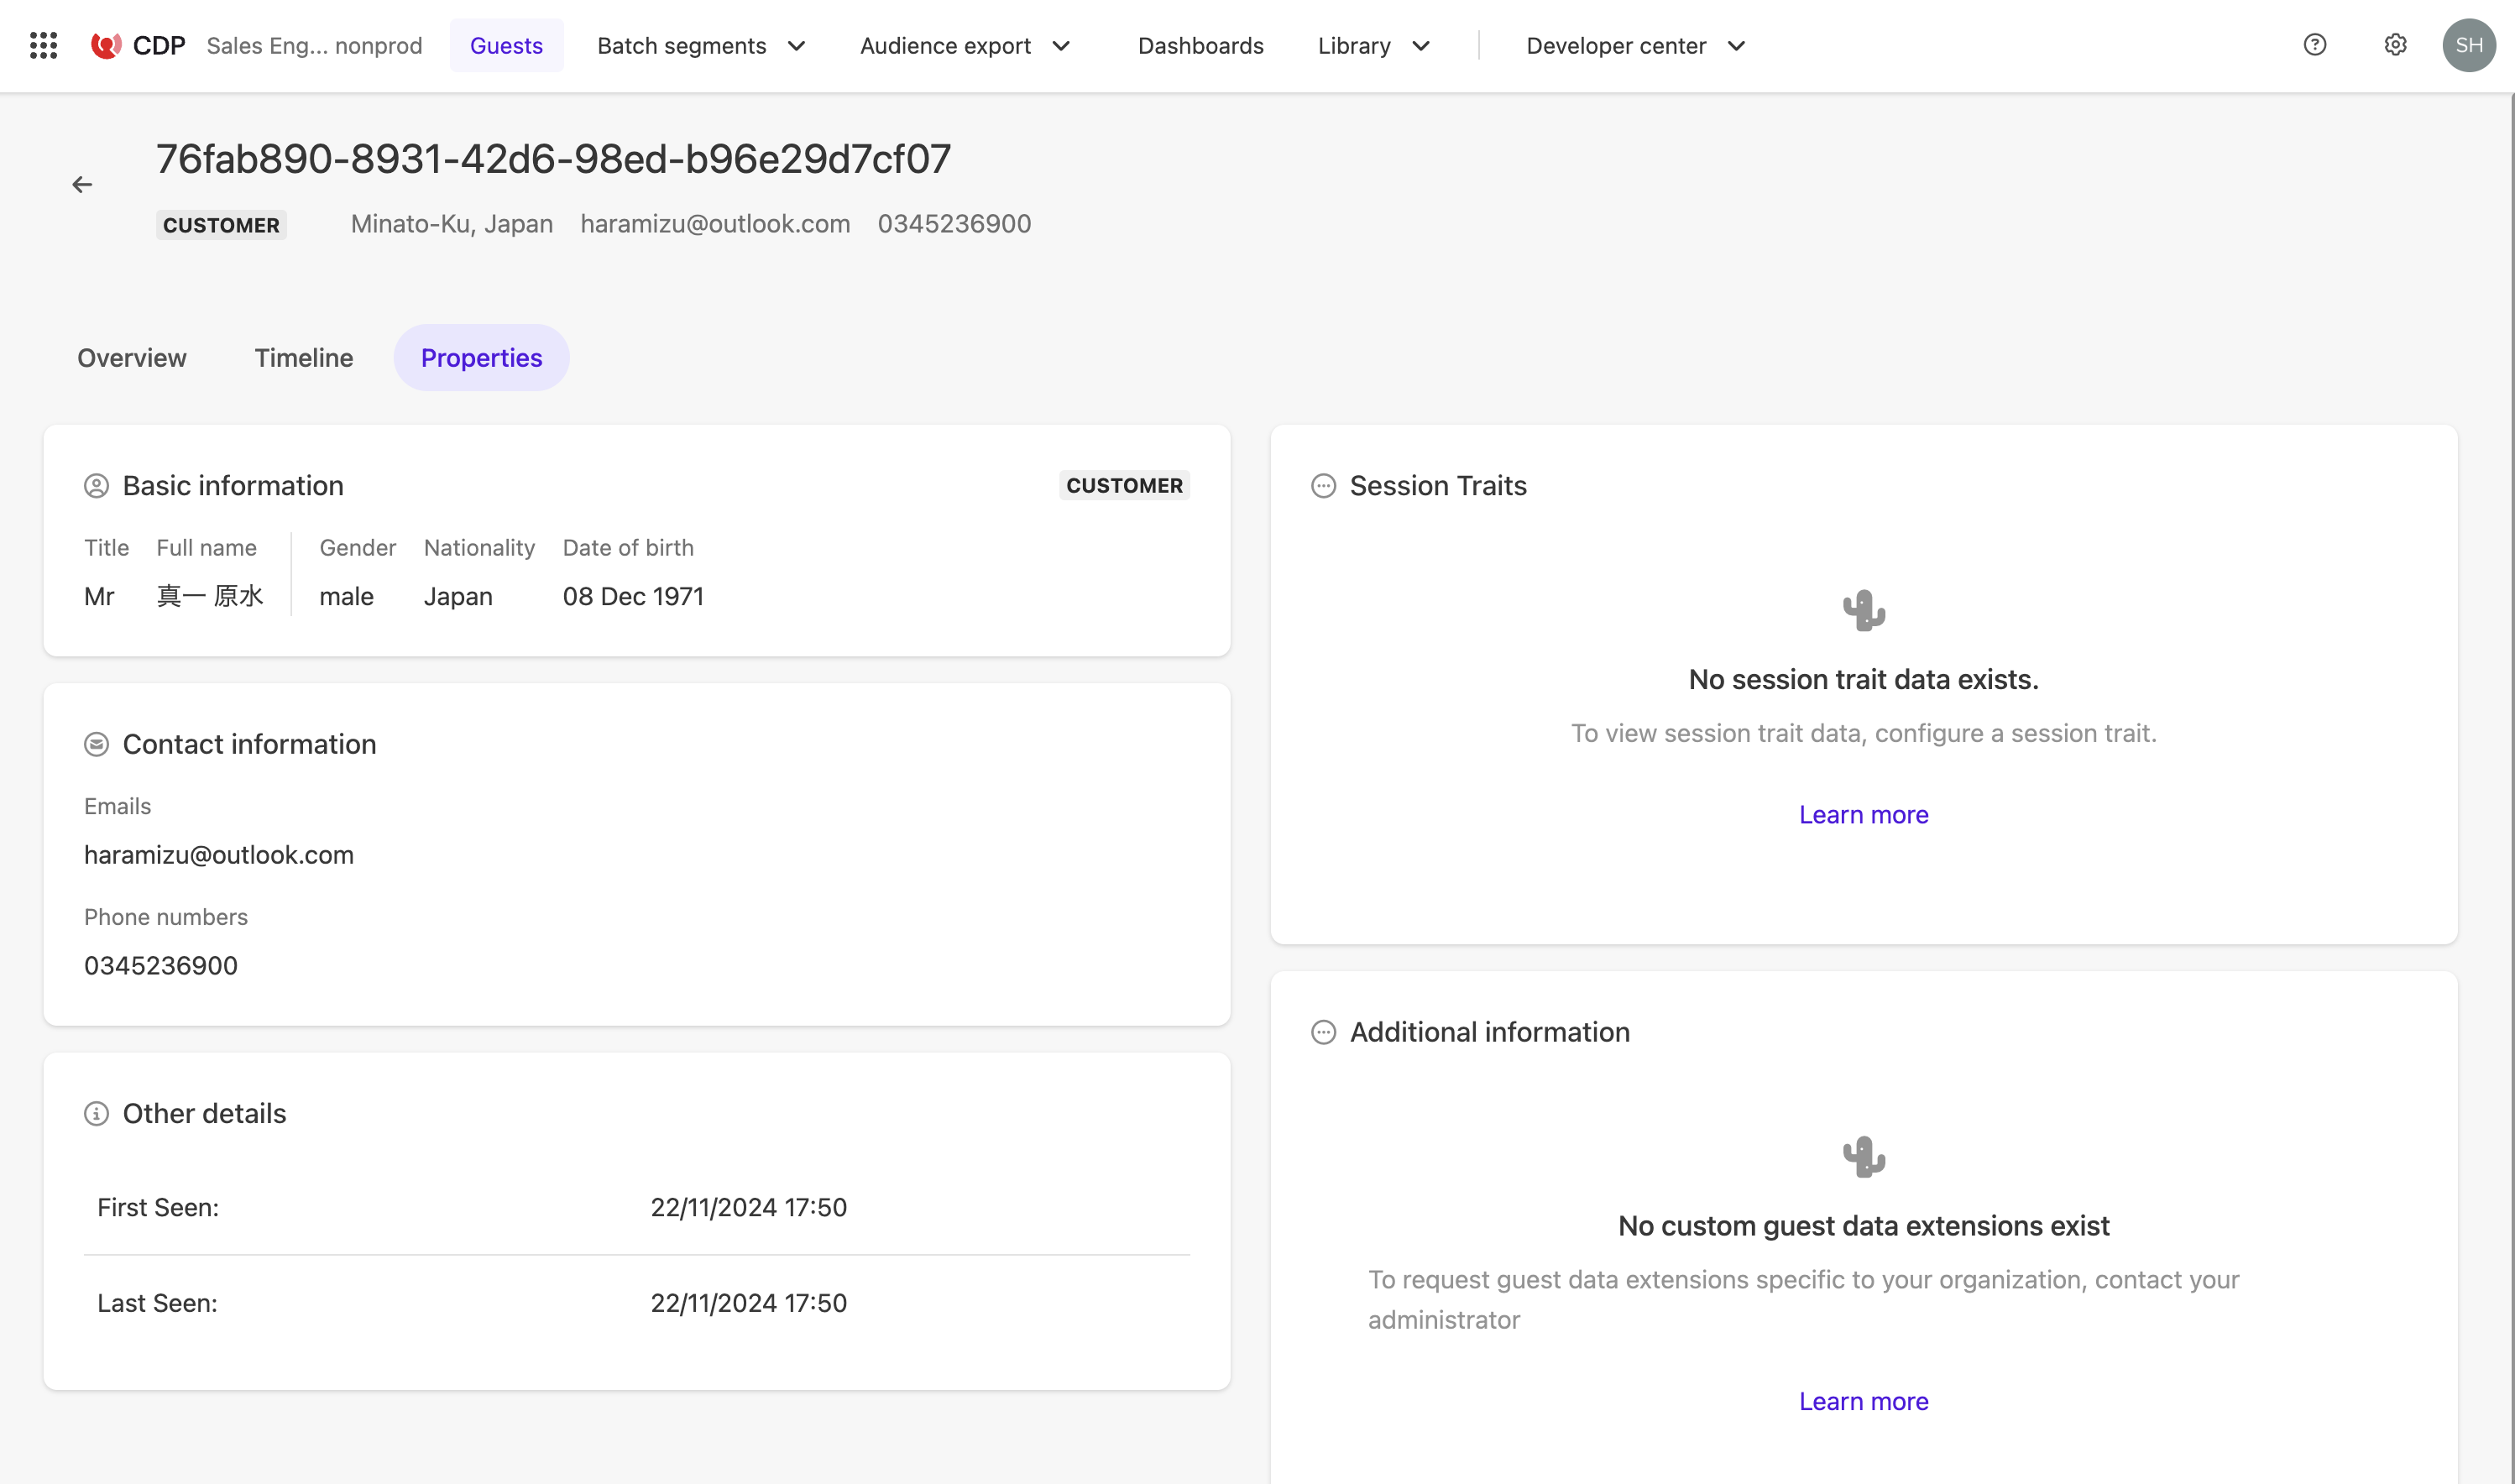 CDP Sales Eng... nonprod Guests Batch segments Audience export Dashboards Library Developer center SH
76fab890-8931-42d6-98ed-b96e29d7cf07
CUSTOMER Minato-Ku, Japan haramizu@outlook.com 0345236900
Overview Timeline Properties
Basic information CUSTOMER
Title Full name Gender Nationality Date of birth
Mr 真一 原水 male Japan 08 Dec 1971
Contact information
Emails
haramizu@outlook.com
Phone numbers
0345236900
Other details
First Seen: 22/11/2024 17:50
Last Seen: 22/11/2024 17:50
Session Traits
No session trait data exists.
To view session trait data, configure a session trait.
Learn more
Additional information
No custom guest data extensions exist
To request guest data extensions specific to your organization, contact your
administrator
Learn more